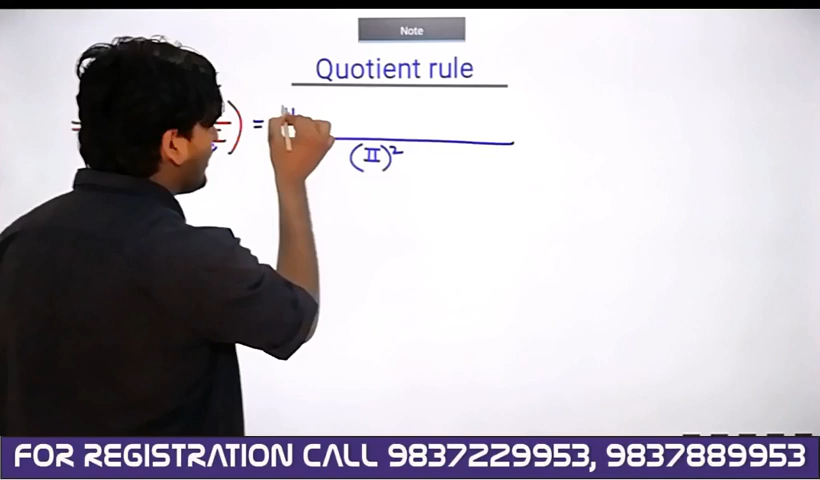 Note
Quotient rule
) =
(II)²
FOR REGISTRATION CALL 9837229953, 9837889953